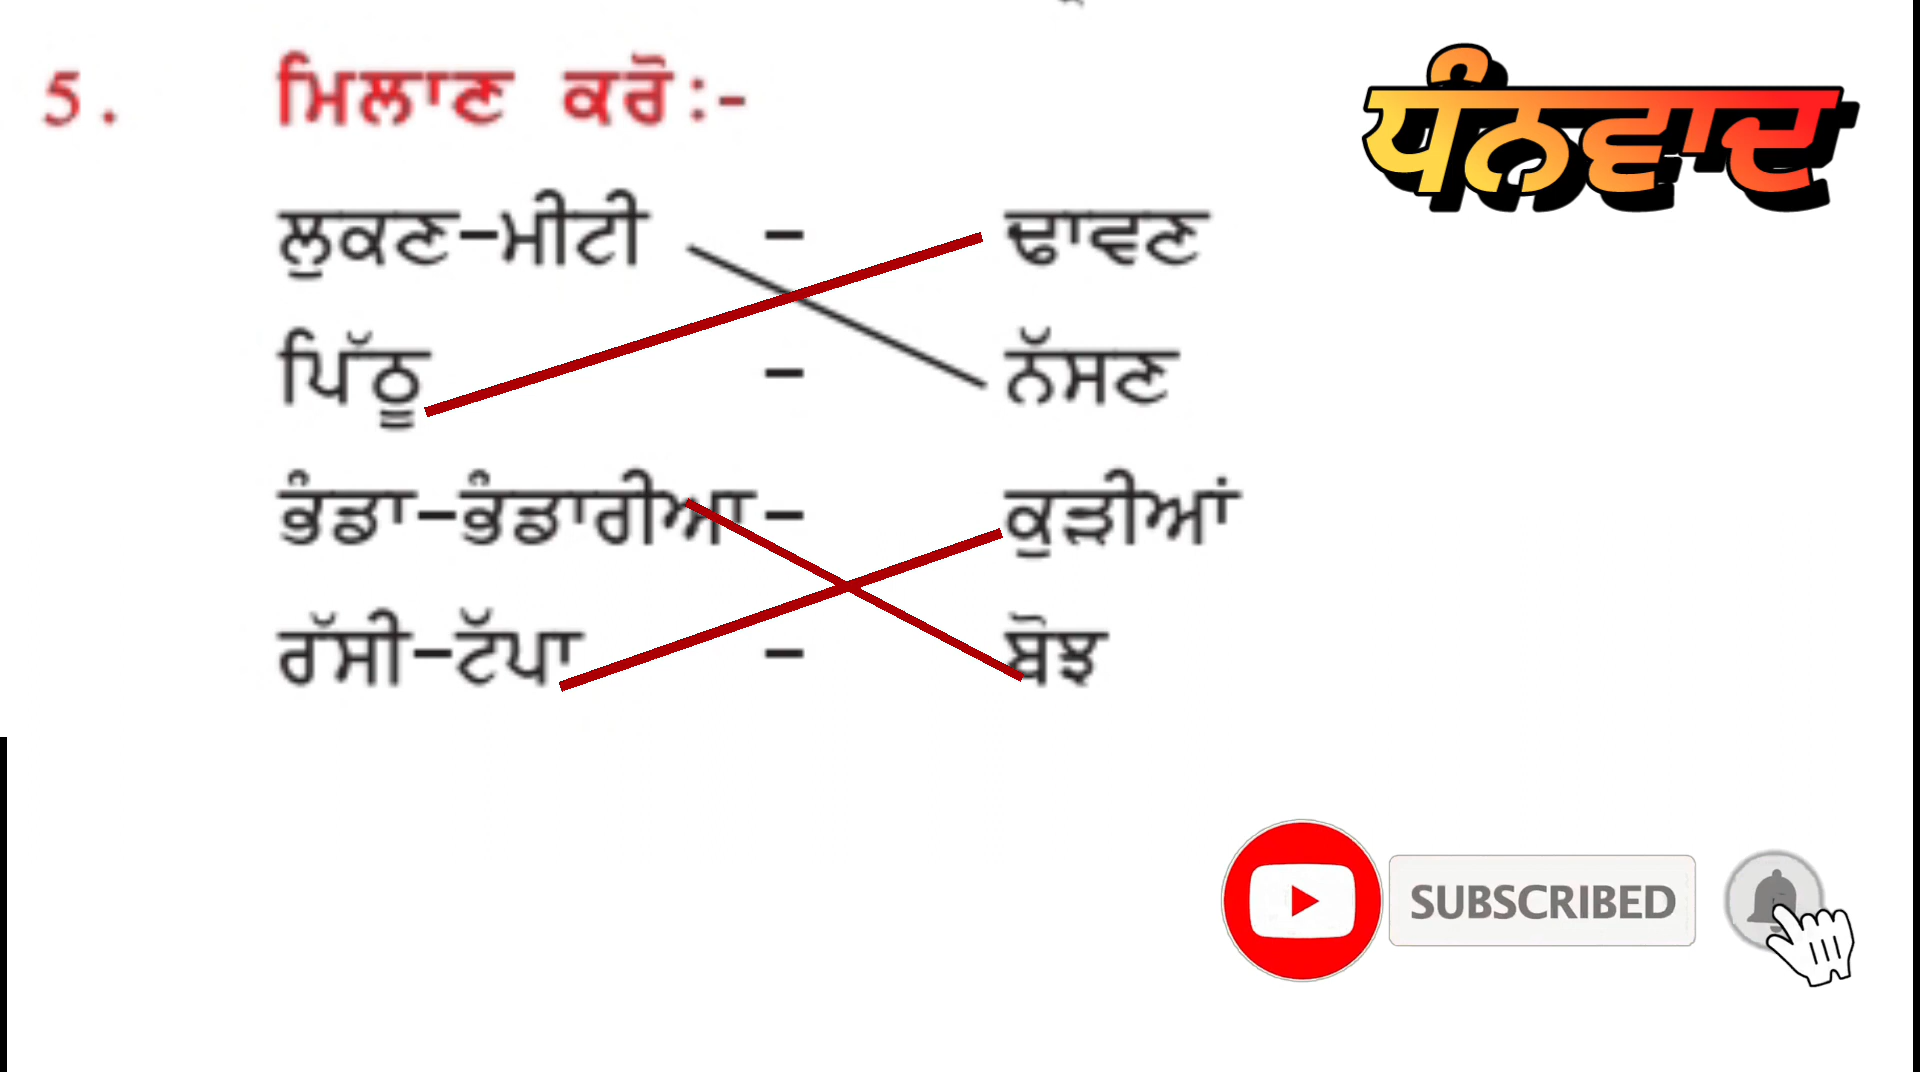 5. ਮਿਲਾਣ ਕਰੋ:-
ਧੰਨਵਾਦ
ਲੁਕਣ-ਮੀਟੀ - ਢਾਵਣ
ਪਿੱਠੂ - ਨੱਸਣ
ਭੰਡਾ-ਭੰਡਾਰੀਆ - ਕੁੜੀਆਂ
ਰੱਸੀ-ਟੱਪਾ - ਬੋਝ
SUBSCRIBED